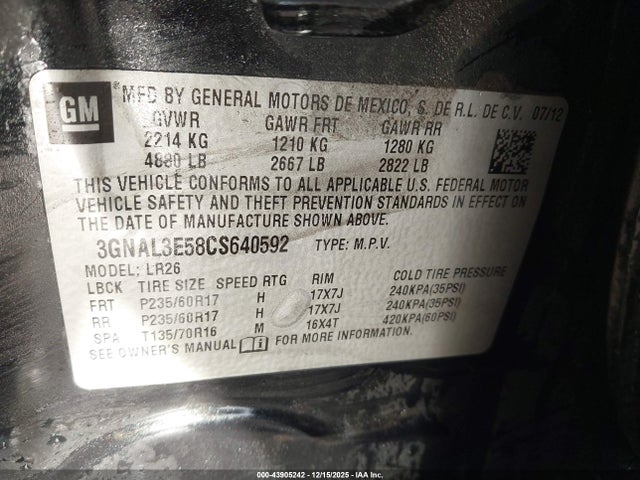 GM
MFD BY GENERAL MOTORS DE MEXICO, S. DE R.L. DE C.V. 07/12
GVWR GAWR FRT GAWR RR
2214 KG 1210 KG 1280 KG
4880 LB 2667 LB 2822 LB
THIS VEHICLE CONFORMS TO ALL APPLICABLE U.S. FEDERAL MOTOR
VEHICLE SAFETY AND THEFT PREVENTION STANDARDS IN EFFECT ON THE
DATE OF MANUFACTURE SHOWN ABOVE.
3GNAL3E58CS640592 TYPE: M.P.V.
MODEL: LR26
LBCK TIRE SIZE SPEED RTG RIM COLD TIRE PRESSURE
FRT P235/60R17 H 17X7J 240KPA(35PSI)
RR P235/60R17 H 17X7J 240KPA(35PSI)
SPA T135/70R16 M 16X4T 420KPA(60PSI)
SEE OWNER'S MANUAL i FOR MORE INFORMATION.
000-43905242 - 12/15/2025 - IAA Inc.